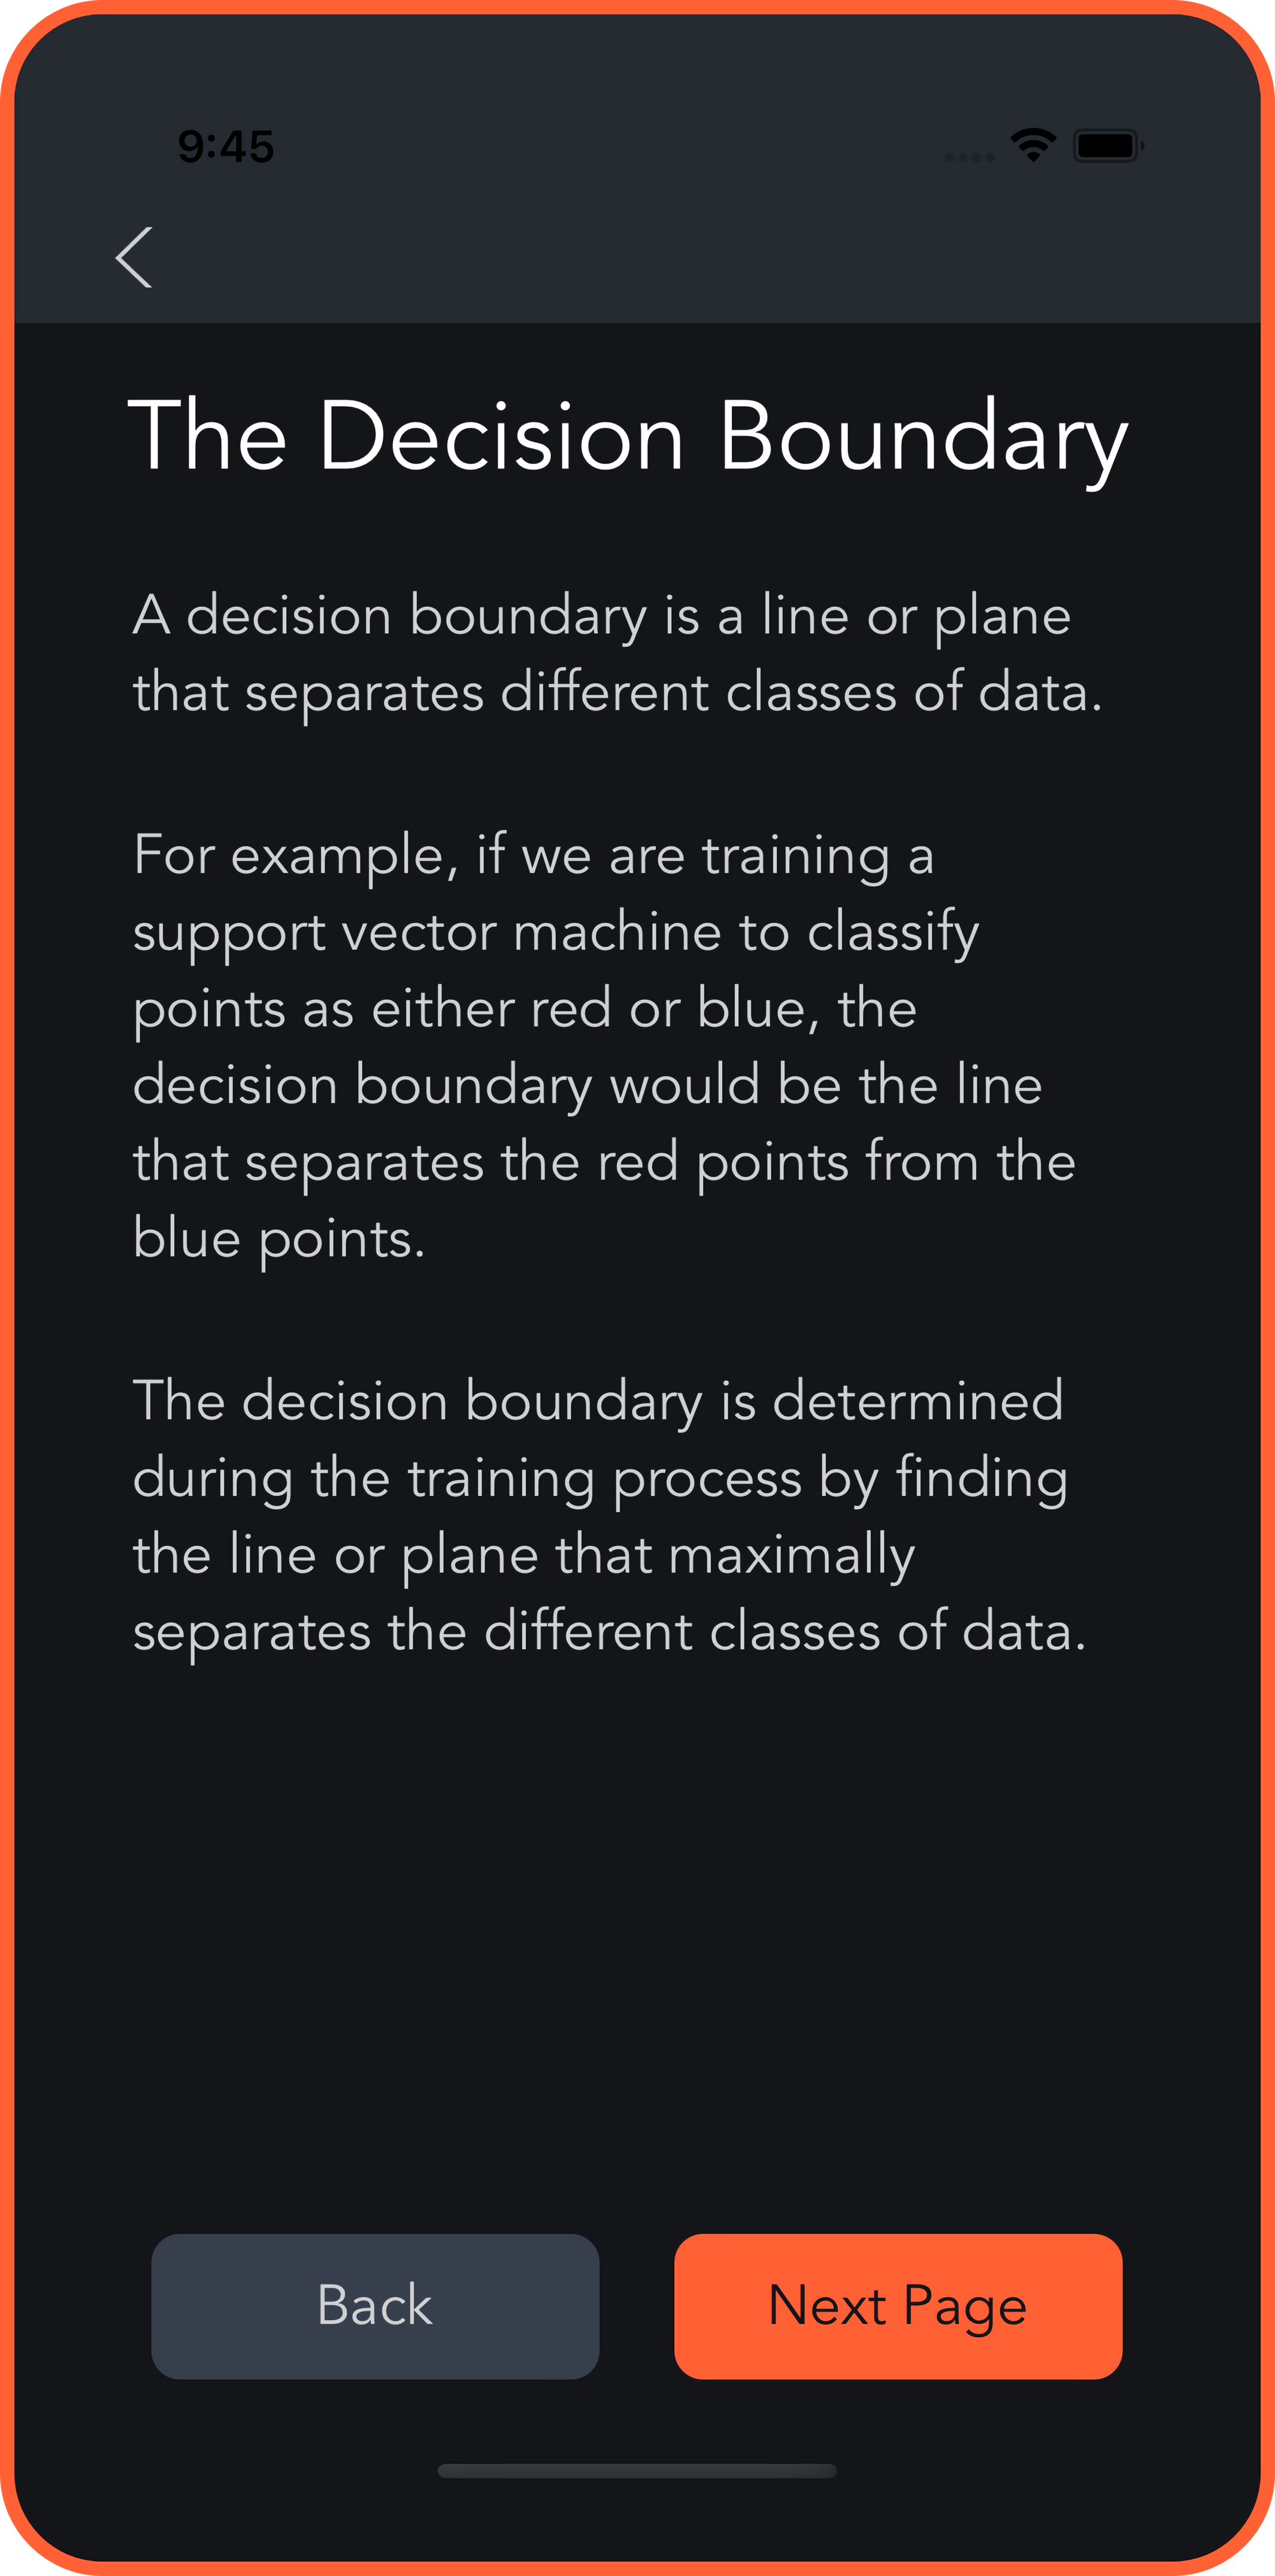 9:45
The Decision Boundary
A decision boundary is a line or plane
that separates different classes of data.
For example, if we are training a
support vector machine to classify
points as either red or blue, the
decision boundary would be the line
that separates the red points from the
blue points.
The decision boundary is determined
during the training process by finding
the line or plane that maximally
separates the different classes of data.
Back
Next Page